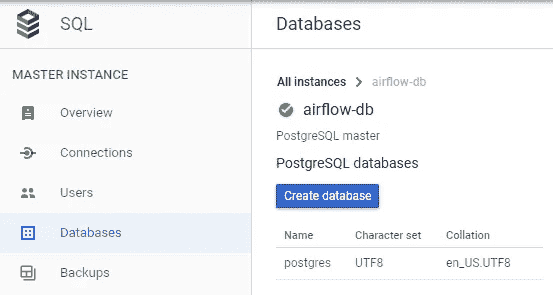 SQL
MASTER INSTANCE
Overview
Connections
Users
Databases
Backups
Databases
All instances > airflow-db
airflow-db
PostgreSQL master
PostgreSQL databases
Create database
Name Character set Collation
postgres UTF8 en_US.UTF8